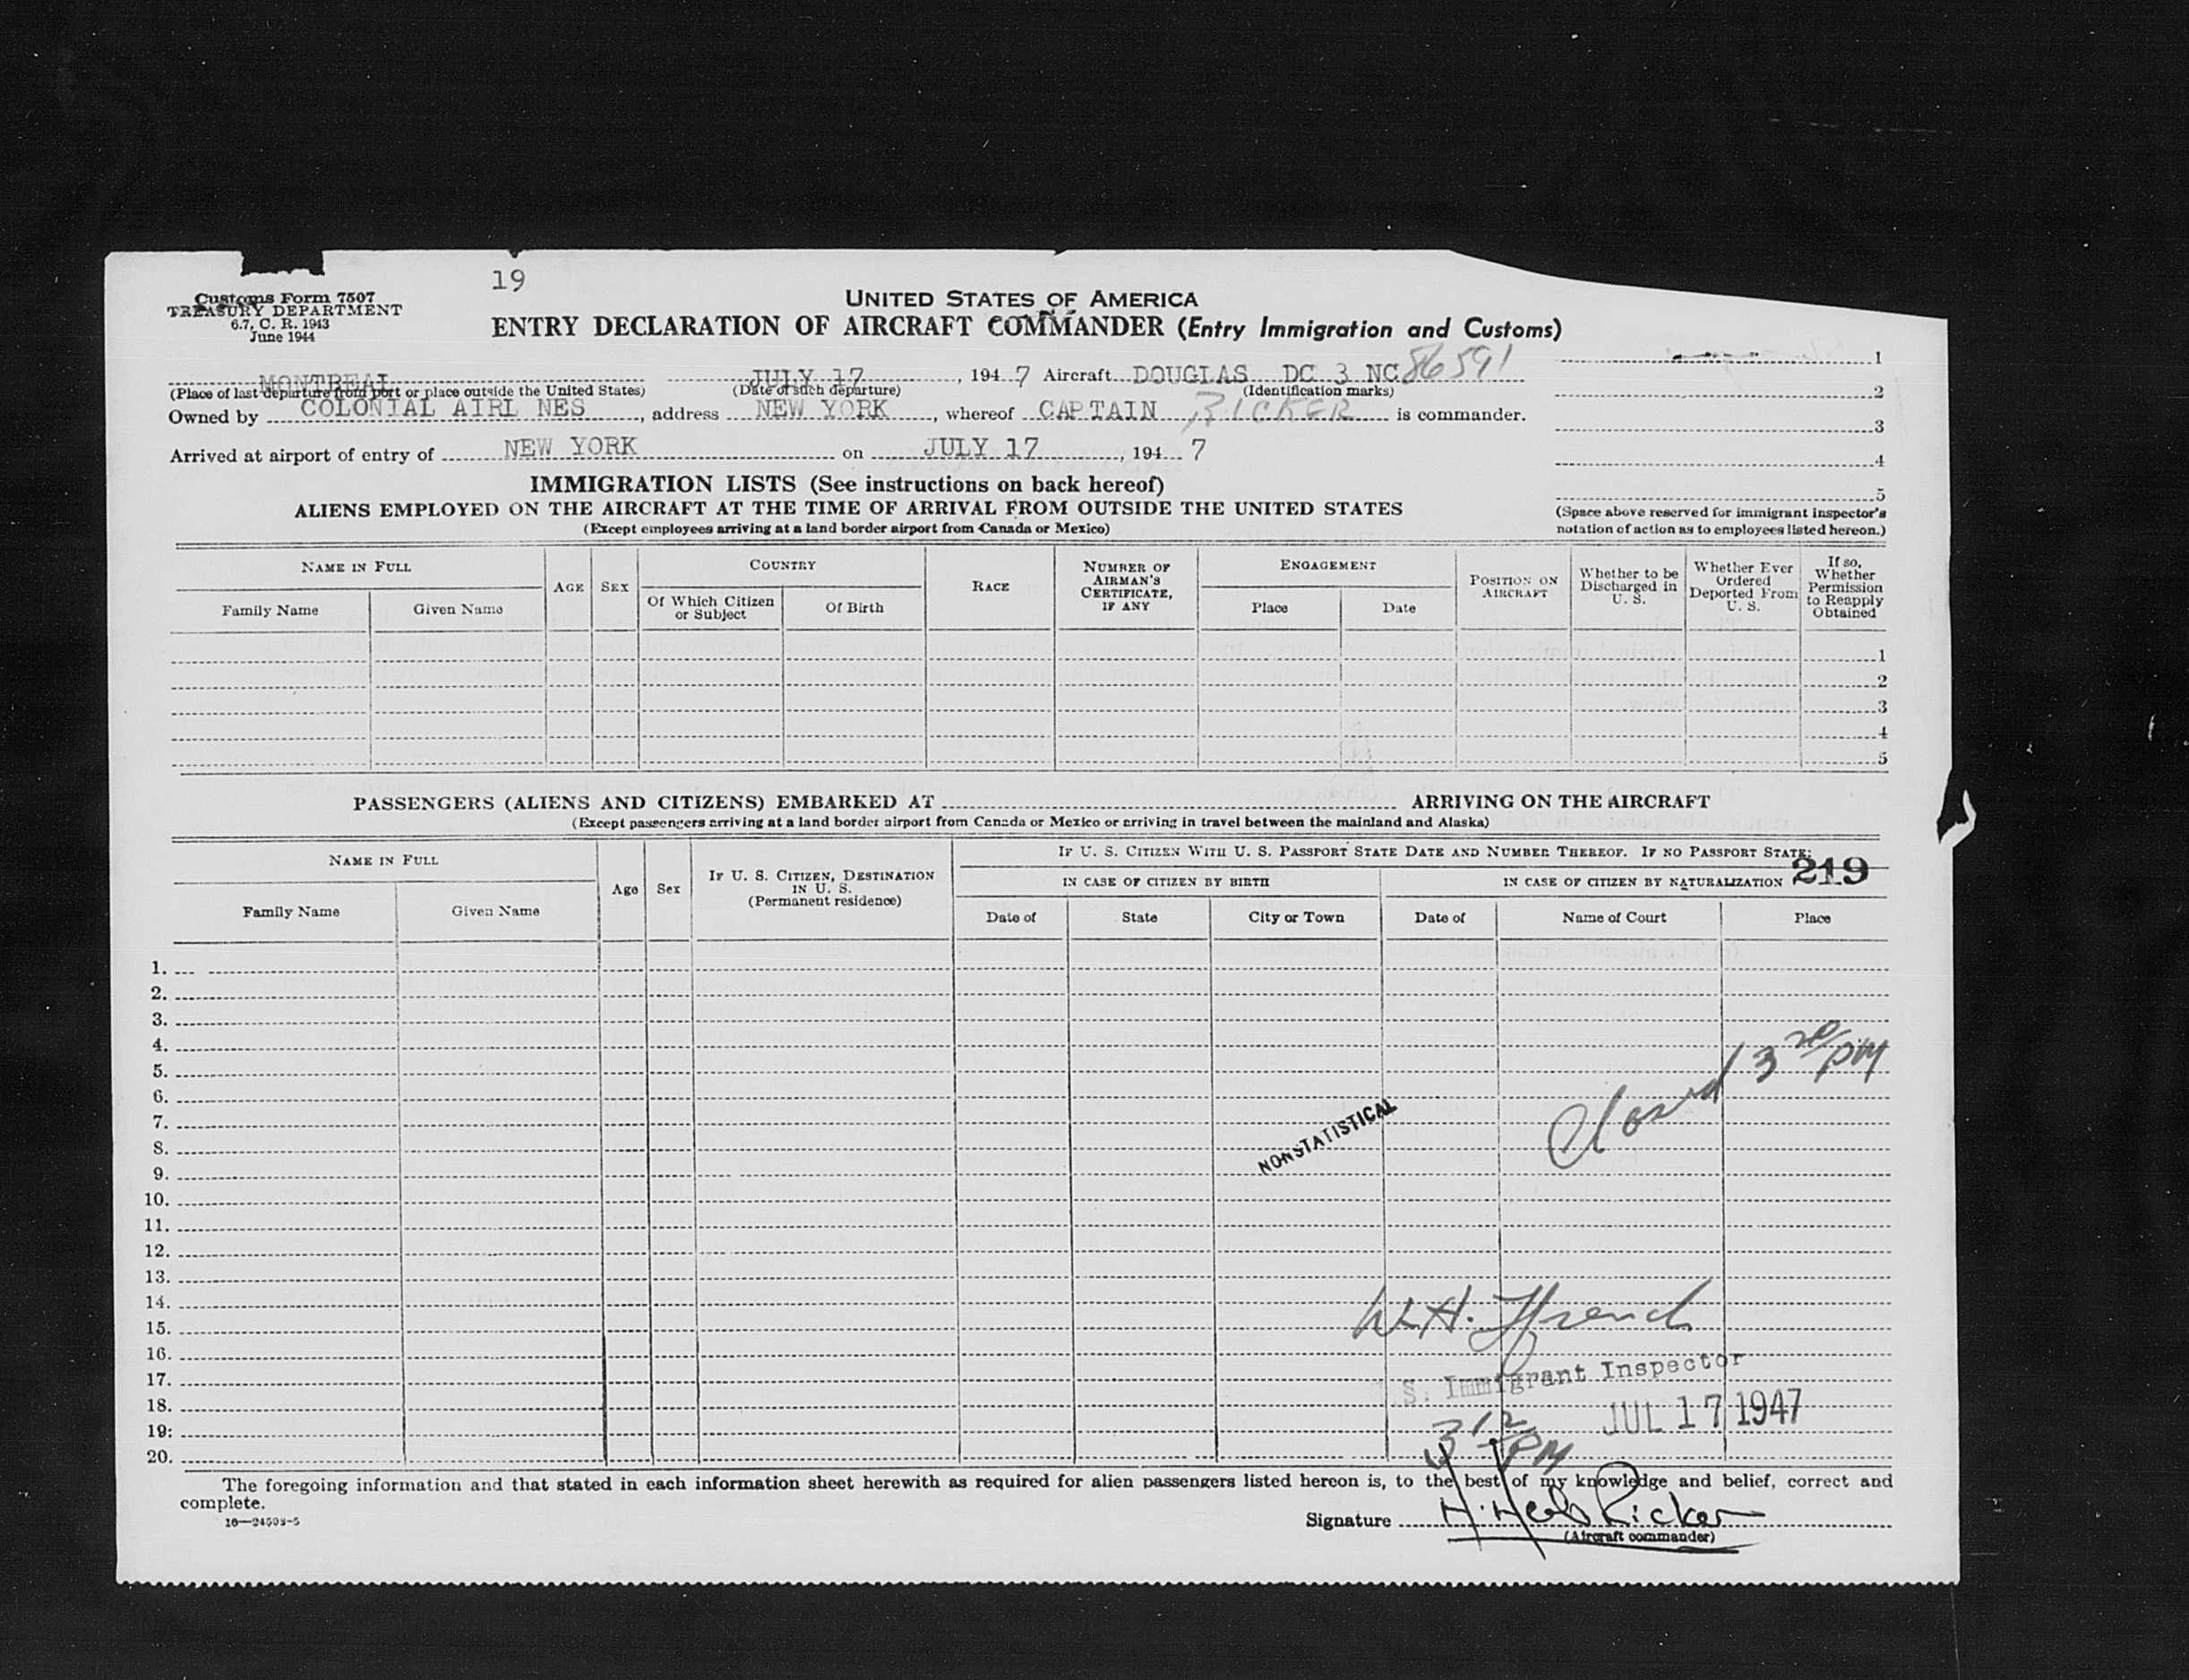 19
Customs Form 7507
TREASURY DEPARTMENT
6.7, C. R. 1943
June 1944
UNITED STATES OF AMERICA
ENTRY DECLARATION OF AIRCRAFT COMMANDER (Entry Immigration and Customs)
MONTREAL JULY 17, 194 7 Aircraft DOUGLAS DC 3 NC 86591
(Place of last departure from port or place outside the United States) (Date of such departure) (Identification marks)
Owned by COLONIAL AIRL NES, address NEW YORK, whereof CAPTAIN RICKER is commander.
Arrived at airport of entry of NEW YORK on JULY 17, 194 7
1
2
3
4
5
(Space above reserved for immigrant inspector's
notation of action as to employees listed hereon.)
IMMIGRATION LISTS (See instructions on back hereof)
ALIENS EMPLOYED ON THE AIRCRAFT AT THE TIME OF ARRIVAL FROM OUTSIDE THE UNITED STATES
(Except employees arriving at a land border airport from Canada or Mexico)
NAME IN FULL
Family Name Given Name
AGE SEX
COUNTRY
Of Which Citizen or Subject Of Birth
RACE
NUMBER OF AIRMAN'S CERTIFICATE, IF ANY
ENGAGEMENT
Place Date
POSITION ON AIRCRAFT
Whether to be Discharged in U. S.
Whether Ever Ordered Deported From U. S.
If so, Whether Permission to Reapply Obtained
1
2
3
4
5
PASSENGERS (ALIENS AND CITIZENS) EMBARKED AT ARRIVING ON THE AIRCRAFT
(Except passengers arriving at a land border airport from Canada or Mexico or arriving in travel between the mainland and Alaska)
NAME IN FULL
Family Name Given Name
Age Sex
IF U. S. CITIZEN, DESTINATION IN U. S.
(Permanent residence)
IF U. S. CITIZEN WITH U. S. PASSPORT STATE DATE AND NUMBER THEREOF. IF NO PASSPORT STATE:
219
IN CASE OF CITIZEN BY BIRTH IN CASE OF CITIZEN BY NATURALIZATION
Date of State City or Town Date of Name of Court Place
1.
2.
3.
4.
5.
6.
7.
8.
9.
10.
11.
12.
13.
14.
15.
16.
17.
18.
19.
20.
Closed 3 20 PM
NONSTATISTICAL
W.H. Ffrench
S. Immigrant Inspector
JUL 17 1947
3 12 PM
The foregoing information and that stated in each information sheet herewith as required for alien passengers listed hereon is, to the best of my knowledge and belief, correct and
complete.
16—24503-5
Signature H. Herb Ricker
(Aircraft commander)